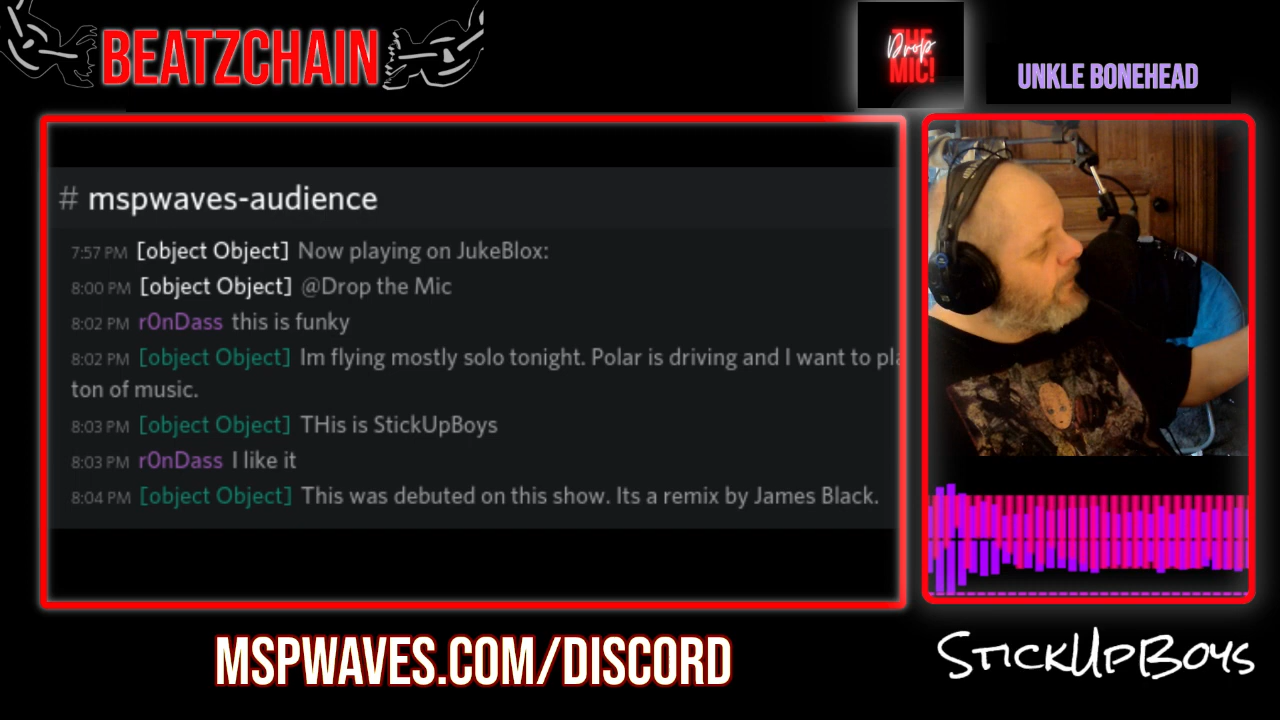 BEATZCHAIN
THE
Drop
MIC!
UNKLE BONEHEAD
# mspwaves-audience
7:57 PM [object Object] Now playing on JukeBlox:
8:00 PM [object Object] @Drop the Mic
8:02 PM r0nDass this is funky
8:02 PM [object Object] Im flying mostly solo tonight. Polar is driving and I want to
ton of music.
8:03 PM [object Object] THis is StickUpBoys
8:03 PM r0nDass I like it
8:04 PM [object Object] This was debuted on this show. Its a remix by James Black.
MSPWAVES.COM/DISCORD
StickUpBoys